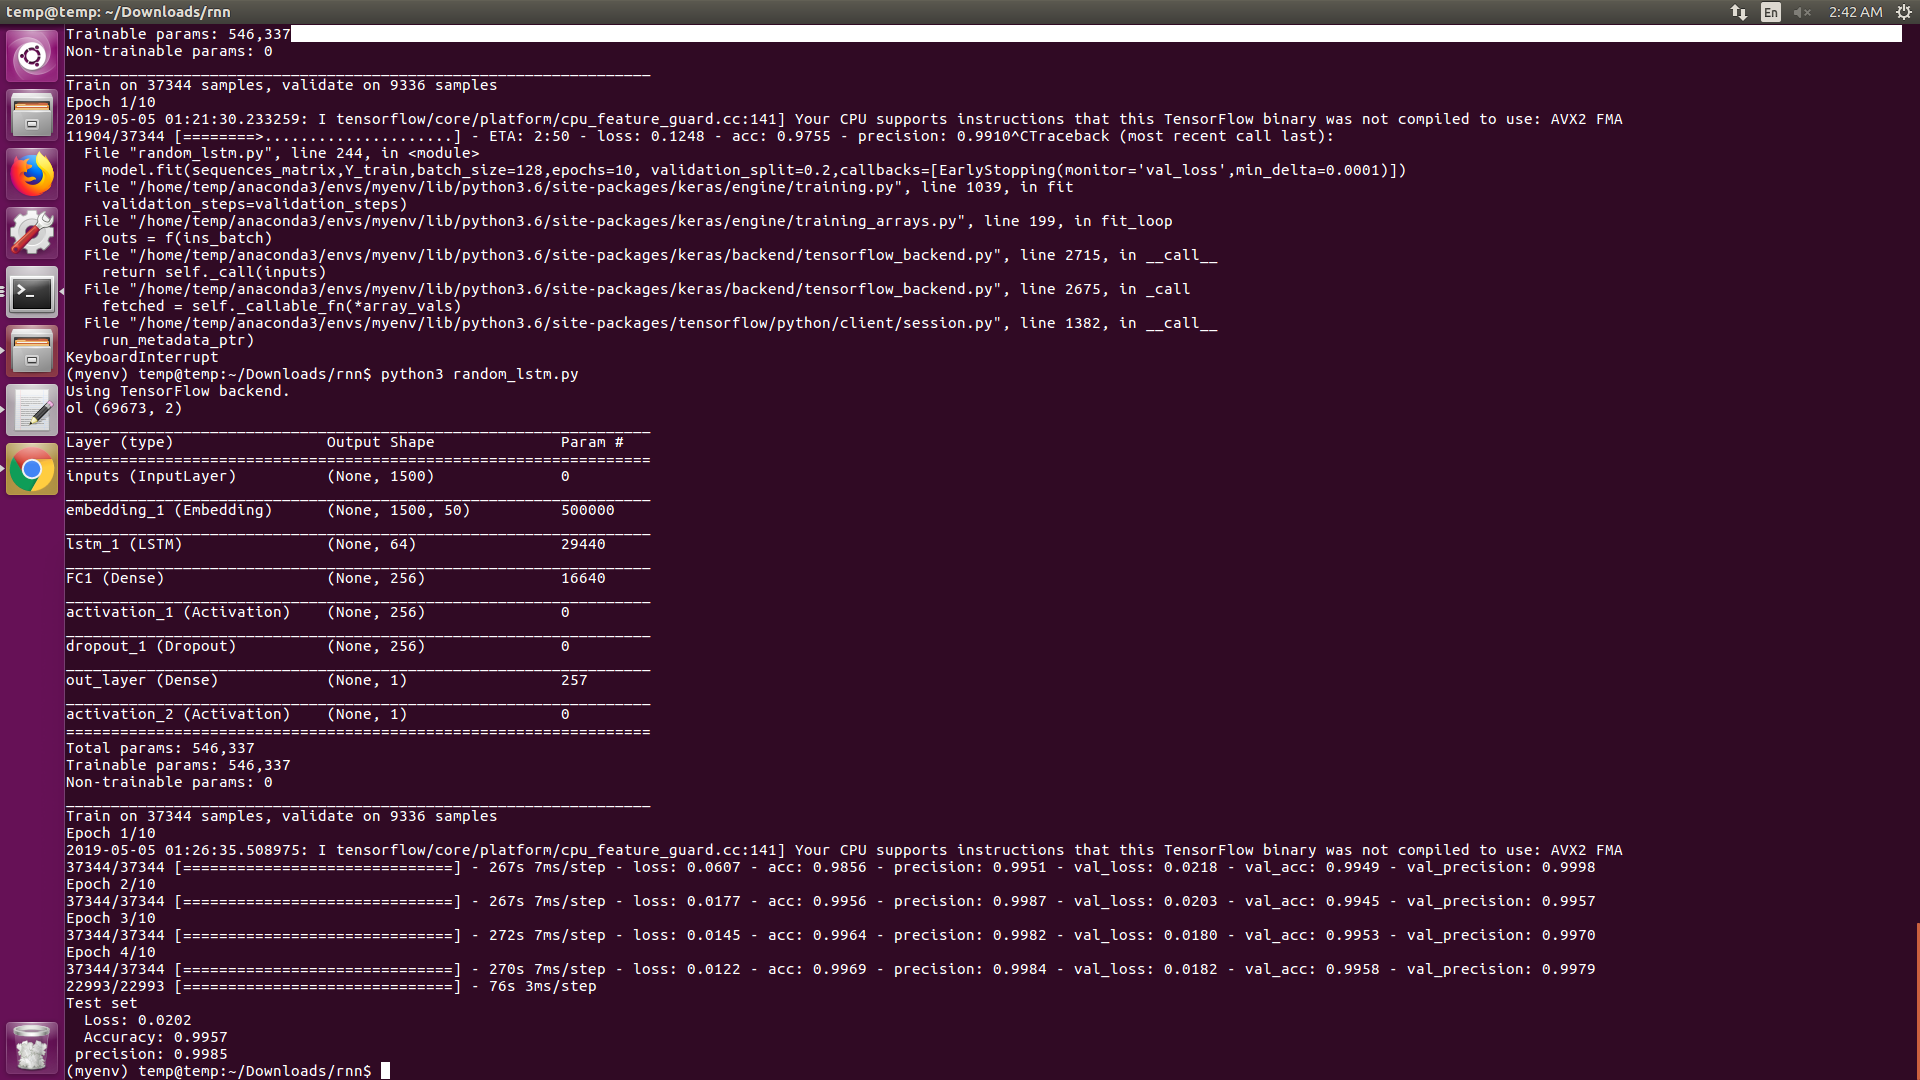 temp@temp: ~/Downloads/rnn
En
2:42 AM
Trainable params: 546,337
Non-trainable params: 0
_________________________________________________________________
Train on 37344 samples, validate on 9336 samples
Epoch 1/10
2019-05-05 01:21:30.233259: I tensorflow/core/platform/cpu_feature_guard.cc:141] Your CPU supports instructions that this TensorFlow binary was not compiled to use: AVX2 FMA
11904/37344 [========>.....................] - ETA: 2:50 - loss: 0.1248 - acc: 0.9755 - precision: 0.9910^CTraceback (most recent call last):
  File "random_lstm.py", line 244, in <module>
    model.fit(sequences_matrix,Y_train,batch_size=128,epochs=10, validation_split=0.2,callbacks=[EarlyStopping(monitor='val_loss',min_delta=0.0001)])
  File "/home/temp/anaconda3/envs/myenv/lib/python3.6/site-packages/keras/engine/training.py", line 1039, in fit
    validation_steps=validation_steps)
  File "/home/temp/anaconda3/envs/myenv/lib/python3.6/site-packages/keras/engine/training_arrays.py", line 199, in fit_loop
    outs = f(ins_batch)
  File "/home/temp/anaconda3/envs/myenv/lib/python3.6/site-packages/keras/backend/tensorflow_backend.py", line 2715, in __call__
    return self._call(inputs)
  File "/home/temp/anaconda3/envs/myenv/lib/python3.6/site-packages/keras/backend/tensorflow_backend.py", line 2675, in _call
    fetched = self._callable_fn(*array_vals)
  File "/home/temp/anaconda3/envs/myenv/lib/python3.6/site-packages/tensorflow/python/client/session.py", line 1382, in __call__
    run_metadata_ptr)
KeyboardInterrupt
(myenv) temp@temp:~/Downloads/rnn$ python3 random_lstm.py
Using TensorFlow backend.
ol (69673, 2)
_________________________________________________________________
Layer (type)                 Output Shape              Param #
=================================================================
inputs (InputLayer)          (None, 1500)              0
_________________________________________________________________
embedding_1 (Embedding)      (None, 1500, 50)          500000
_________________________________________________________________
lstm_1 (LSTM)                (None, 64)                29440
_________________________________________________________________
FC1 (Dense)                  (None, 256)               16640
_________________________________________________________________
activation_1 (Activation)    (None, 256)               0
_________________________________________________________________
dropout_1 (Dropout)          (None, 256)               0
_________________________________________________________________
out_layer (Dense)            (None, 1)                 257
_________________________________________________________________
activation_2 (Activation)    (None, 1)                 0
=================================================================
Total params: 546,337
Trainable params: 546,337
Non-trainable params: 0
_________________________________________________________________
Train on 37344 samples, validate on 9336 samples
Epoch 1/10
2019-05-05 01:26:35.508975: I tensorflow/core/platform/cpu_feature_guard.cc:141] Your CPU supports instructions that this TensorFlow binary was not compiled to use: AVX2 FMA
37344/37344 [==============================] - 267s 7ms/step - loss: 0.0607 - acc: 0.9856 - precision: 0.9951 - val_loss: 0.0218 - val_acc: 0.9949 - val_precision: 0.9998
Epoch 2/10
37344/37344 [==============================] - 267s 7ms/step - loss: 0.0177 - acc: 0.9956 - precision: 0.9987 - val_loss: 0.0203 - val_acc: 0.9945 - val_precision: 0.9957
Epoch 3/10
37344/37344 [==============================] - 272s 7ms/step - loss: 0.0145 - acc: 0.9964 - precision: 0.9982 - val_loss: 0.0180 - val_acc: 0.9953 - val_precision: 0.9970
Epoch 4/10
37344/37344 [==============================] - 270s 7ms/step - loss: 0.0122 - acc: 0.9969 - precision: 0.9984 - val_loss: 0.0182 - val_acc: 0.9958 - val_precision: 0.9979
22993/22993 [==============================] - 76s 3ms/step
Test set
  Loss: 0.0202
  Accuracy: 0.9957
 precision: 0.9985
(myenv) temp@temp:~/Downloads/rnn$